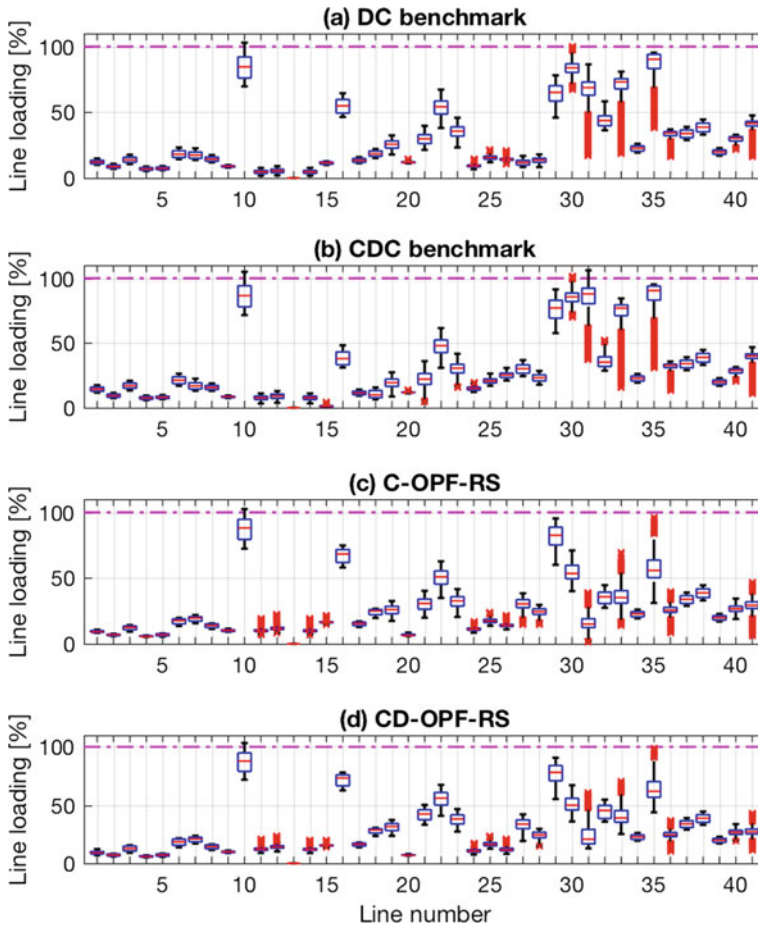 (a) DC benchmark
Line loading [%]
100
50
0
5 10 15 20 25 30 35 40
(b) CDC benchmark
Line loading [%]
100
50
0
5 10 15 20 25 30 35 40
(c) C-OPF-RS
Line loading [%]
100
50
0
5 10 15 20 25 30 35 40
(d) CD-OPF-RS
Line loading [%]
100
50
0
5 10 15 20 25 30 35 40
Line number